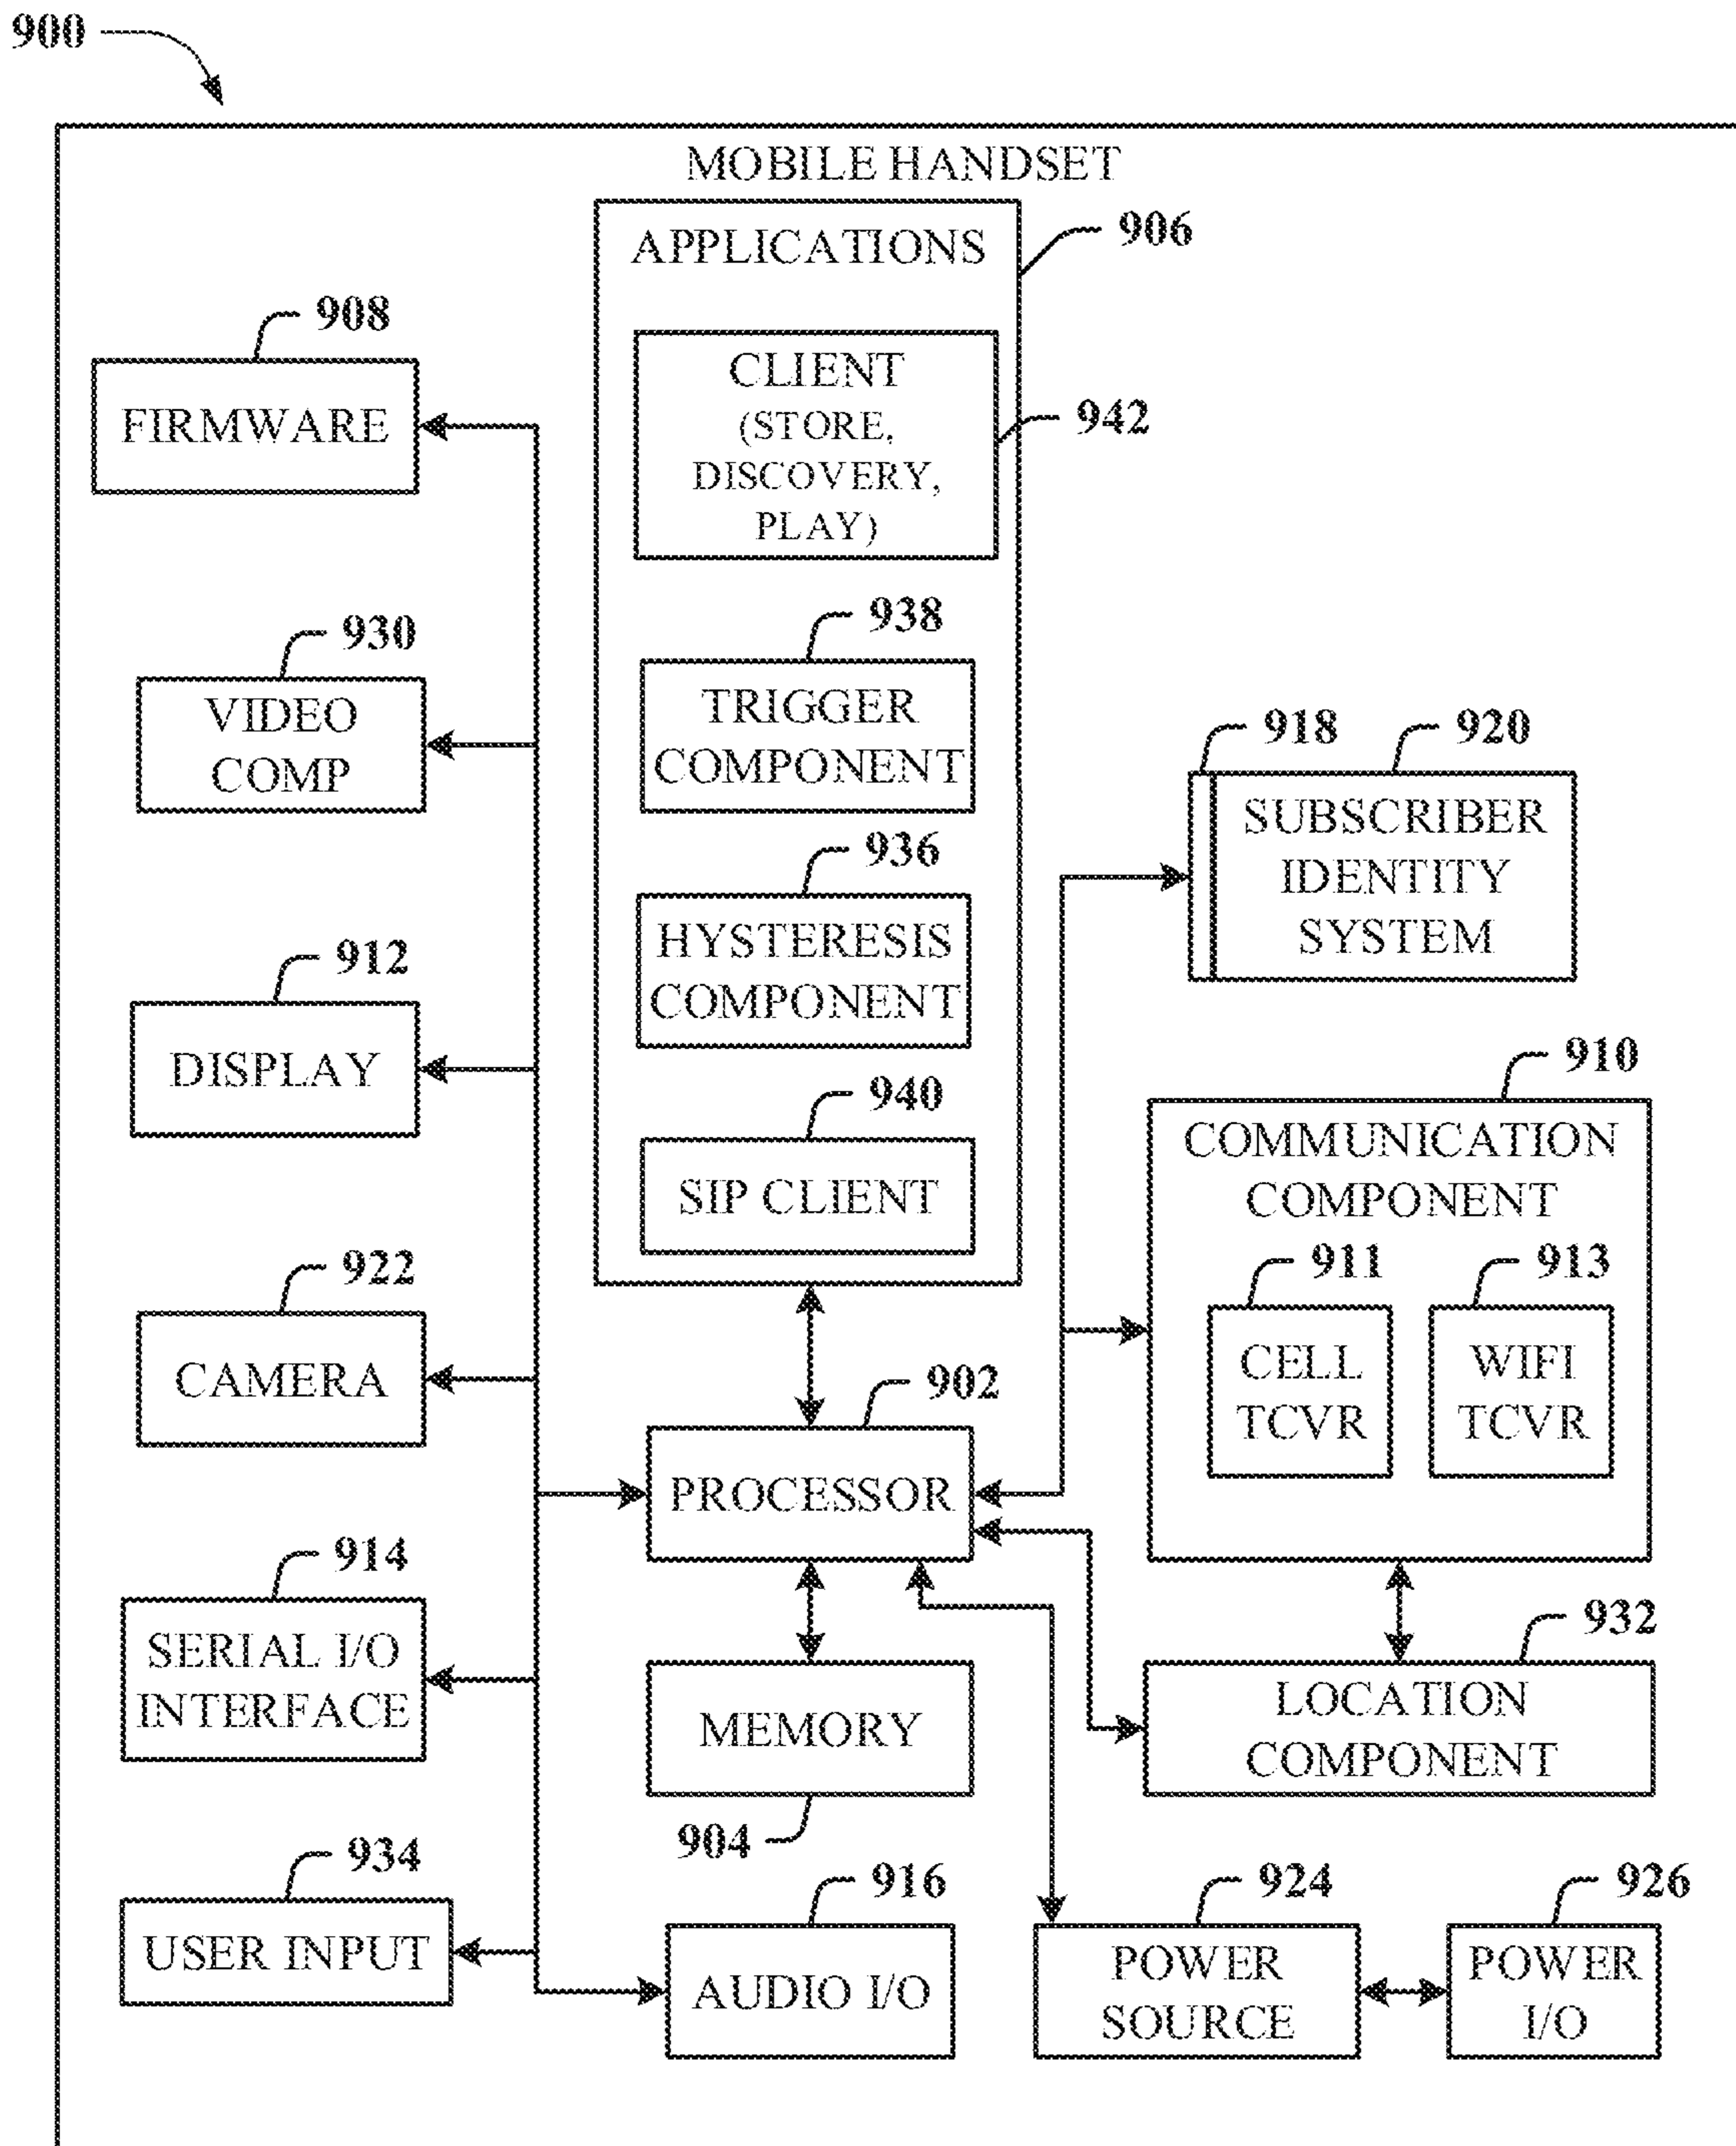 900
MOBILE HANDSET
APPLICATIONS
906
908
FIRMWARE
CLIENT
(STORE,
DISCOVERY,
PLAY)
942
930
VIDEO
COMP
938
TRIGGER
COMPONENT
918
920
SUBSCRIBER
IDENTITY
SYSTEM
936
HYSTERESIS
COMPONENT
912
DISPLAY
940
SIP CLIENT
910
COMMUNICATION
COMPONENT
911
CELL
TCVR
913
WIFI
TCVR
922
CAMERA
902
PROCESSOR
914
SERIAL I/O
INTERFACE
MEMORY
904
932
LOCATION
COMPONENT
934
USER INPUT
916
AUDIO I/O
924
POWER
SOURCE
926
POWER
I/O